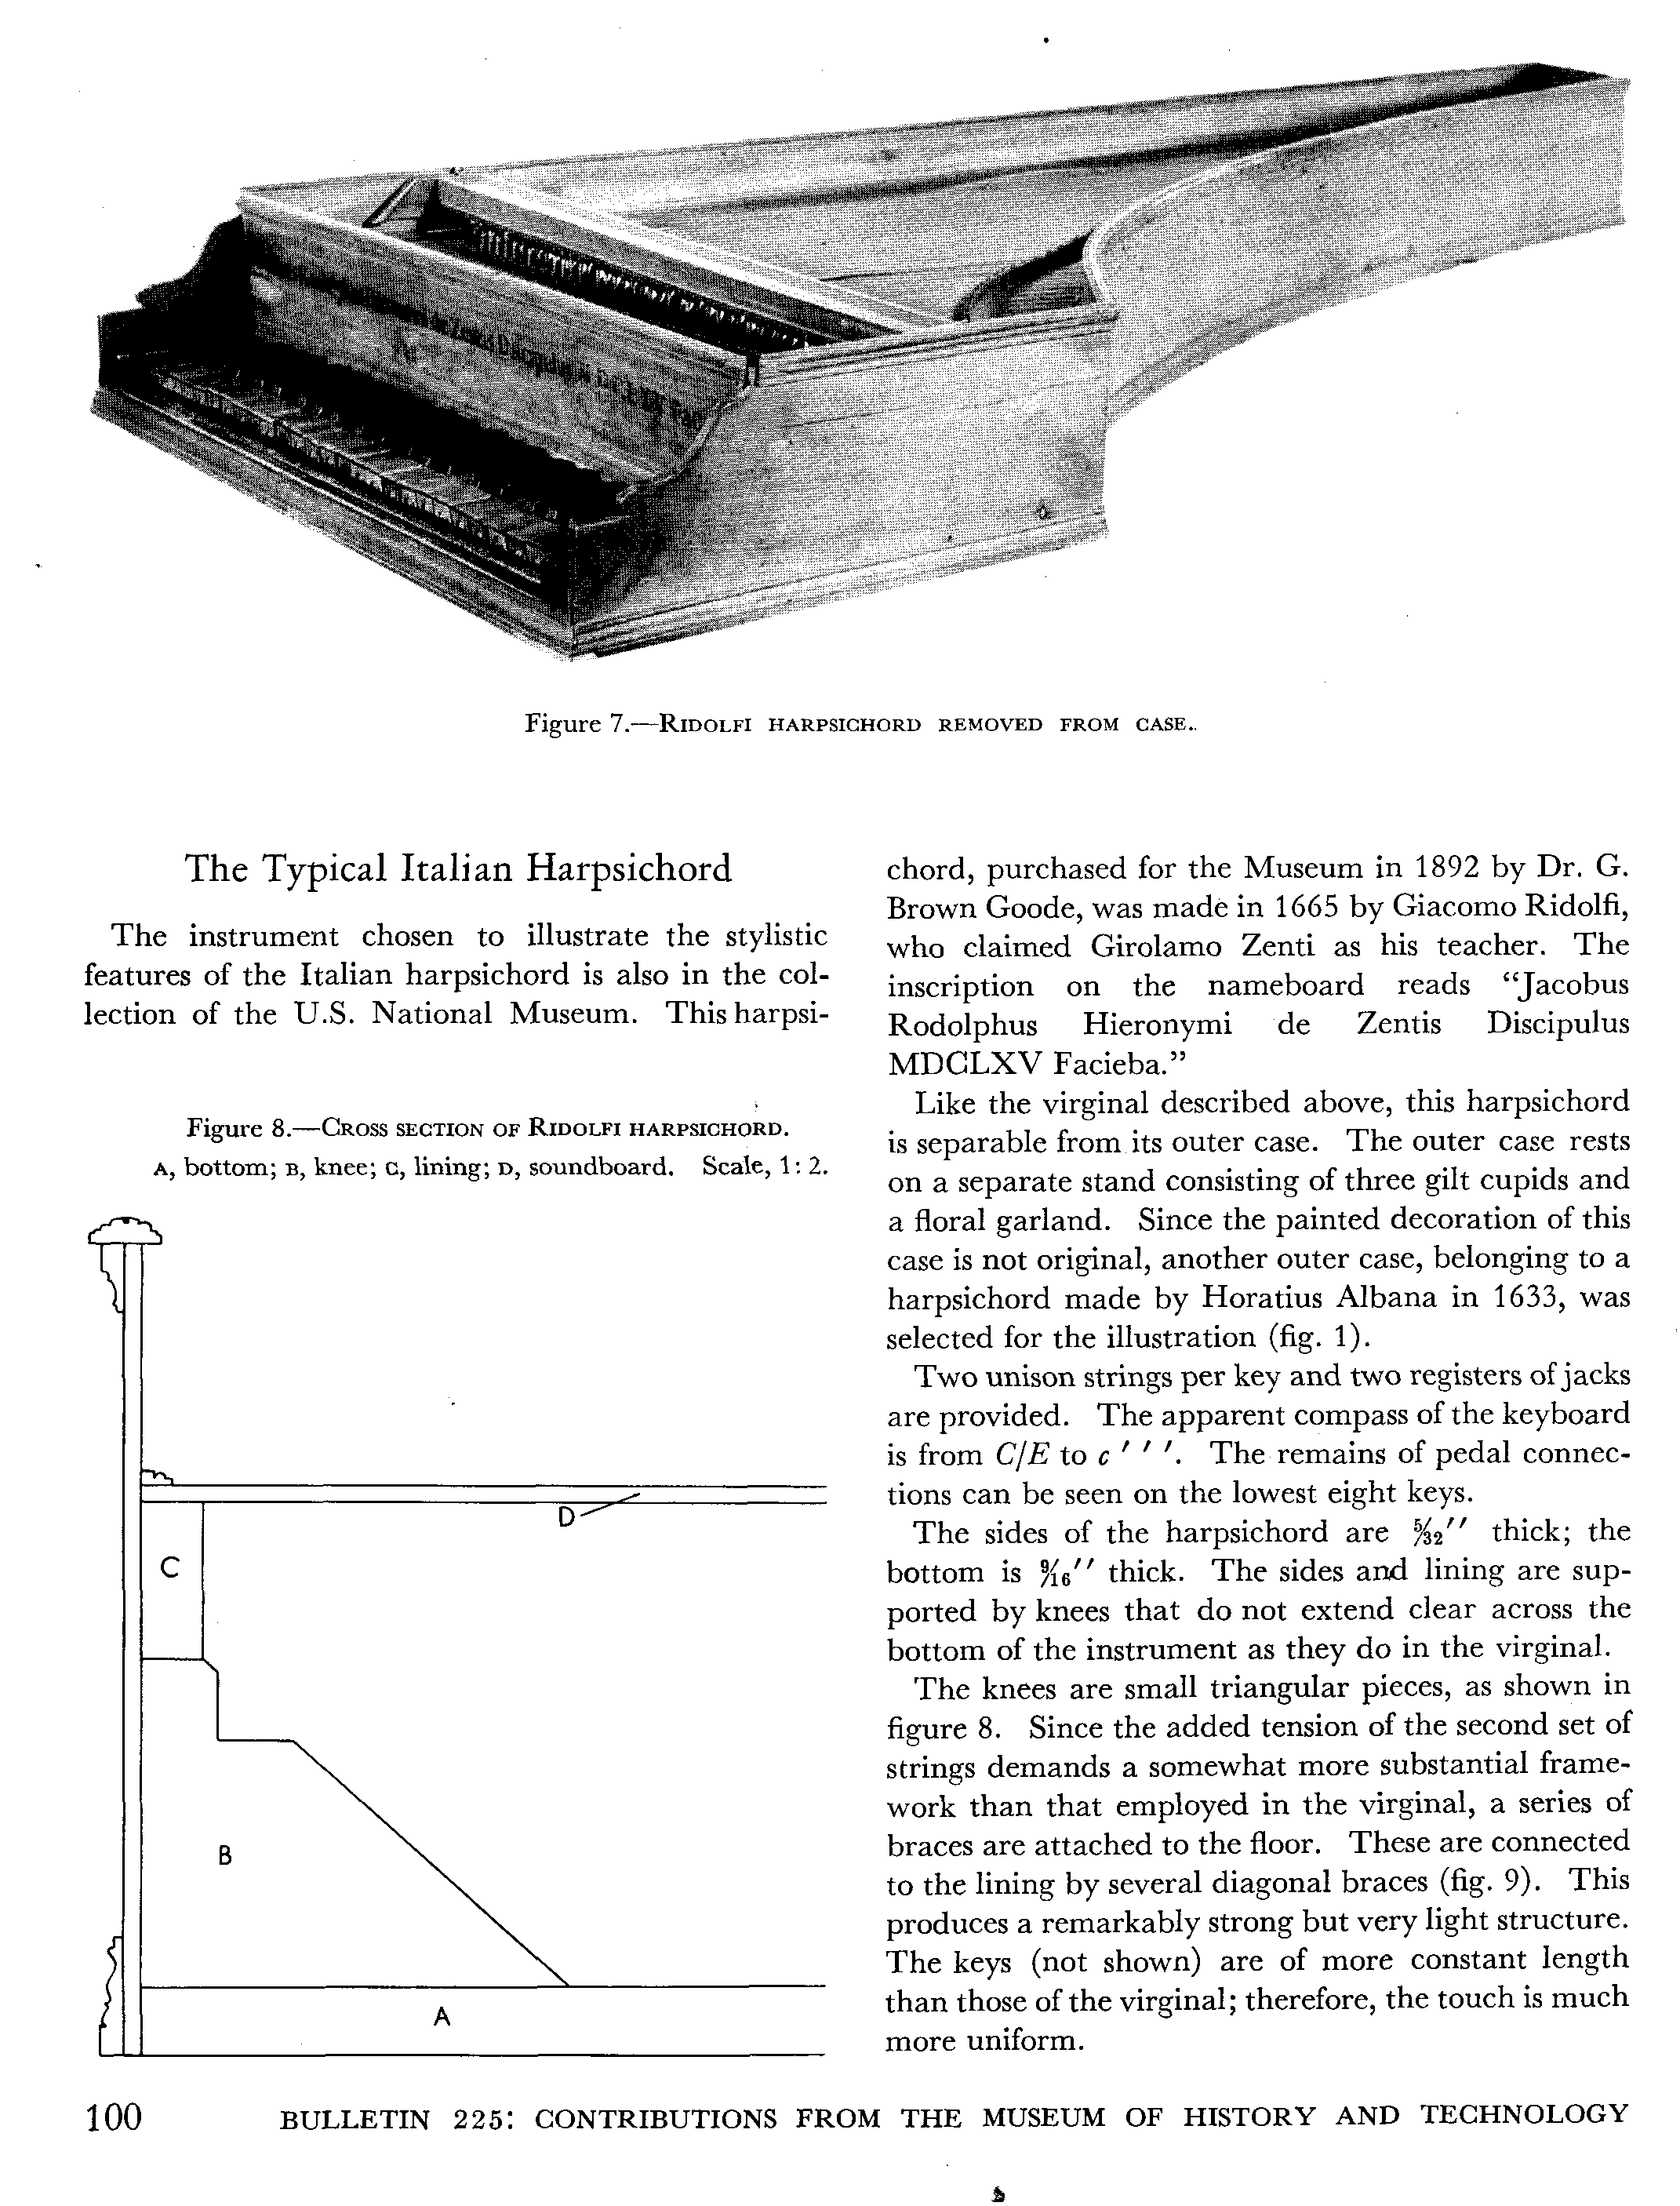 de Zentis Discipulus
Figure 7.—RIDOLFI HARPSICHORD REMOVED FROM CASE.
The Typical Italian Harpsichord
The instrument chosen to illustrate the stylistic
features of the Italian harpsichord is also in the col-
lection of the U.S. National Museum. This harpsi-
Figure 8.—CROSS SECTION OF RIDOLFI HARPSICHORD.
A, bottom; B, knee; C, lining; D, soundboard. Scale, 1:2.
D
C
B
A
chord, purchased for the Museum in 1892 by Dr. G.
Brown Goode, was made in 1665 by Giacomo Ridolfi,
who claimed Girolamo Zenti as his teacher. The
inscription on the nameboard reads “Jacobus
Rodolphus Hieronymi de Zentis Discipulus
MDCLXV Facieba.”
Like the virginal described above, this harpsichord
is separable from its outer case. The outer case rests
on a separate stand consisting of three gilt cupids and
a floral garland. Since the painted decoration of this
case is not original, another outer case, belonging to a
harpsichord made by Horatius Albana in 1633, was
selected for the illustration (fig. 1).
Two unison strings per key and two registers of jacks
are provided. The apparent compass of the keyboard
is from C/E to c′′′. The remains of pedal connec-
tions can be seen on the lowest eight keys.
The sides of the harpsichord are 5⁄32′′ thick; the
bottom is 9⁄16′′ thick. The sides and lining are sup-
ported by knees that do not extend clear across the
bottom of the instrument as they do in the virginal.
The knees are small triangular pieces, as shown in
figure 8. Since the added tension of the second set of
strings demands a somewhat more substantial frame-
work than that employed in the virginal, a series of
braces are attached to the floor. These are connected
to the lining by several diagonal braces (fig. 9). This
produces a remarkably strong but very light structure.
The keys (not shown) are of more constant length
than those of the virginal; therefore, the touch is much
more uniform.
100 BULLETIN 225: CONTRIBUTIONS FROM THE MUSEUM OF HISTORY AND TECHNOLOGY